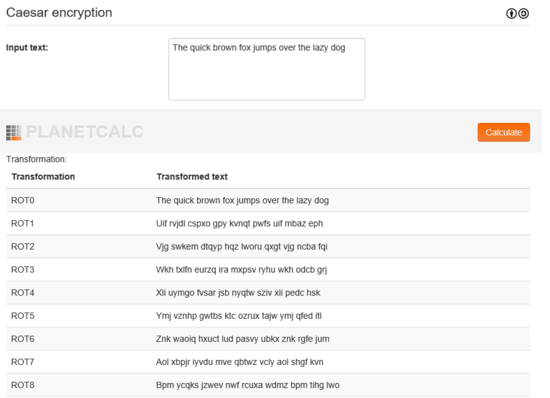 Caesar encryption
Input text:
The quick brown fox jumps over the lazy dog
PLANETCALC
Calculate
Transformation:
Transformation Transformed text
ROT0 The quick brown fox jumps over the lazy dog
ROT1 Uif rvjdl cspxo gpy kvnqt pwfs uif mbaz eph
ROT2 Vjg swkem dtqyp hqz lworu qxgt vjg ncba fqi
ROT3 Wkh txlfn eurzq ira mxpsv ryhu wkh odcb grj
ROT4 Xli uymgo fvsar jsb nyqtw sziv xli pedc hsk
ROT5 Ymj vznhp gwtbs ktc ozrux tajw ymj qfed itl
ROT6 Znk waoiq hxuct lud pasvy ubkx znk rgfe jum
ROT7 Aol xbpjr iyvdu mve qbtwz vcly aol shgf kvn
ROT8 Bpm ycqks jzwev nwf rcuxa wdmz bpm tihg lwo